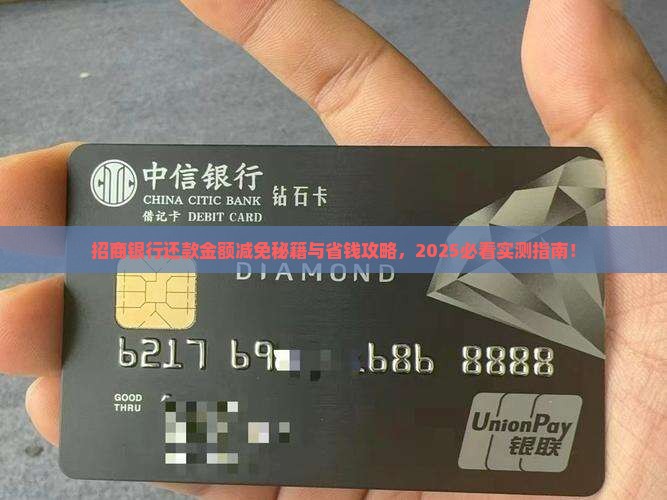 中信银行
CHINA CITIC BANK
借记卡 DEBIT CARD
钻石卡
招商银行还款金额减免秘籍与省钱攻略，2025必看实测指南！
DIAMOND
6217 69 686 8888
GOOD
THRU
UnionPay
银联